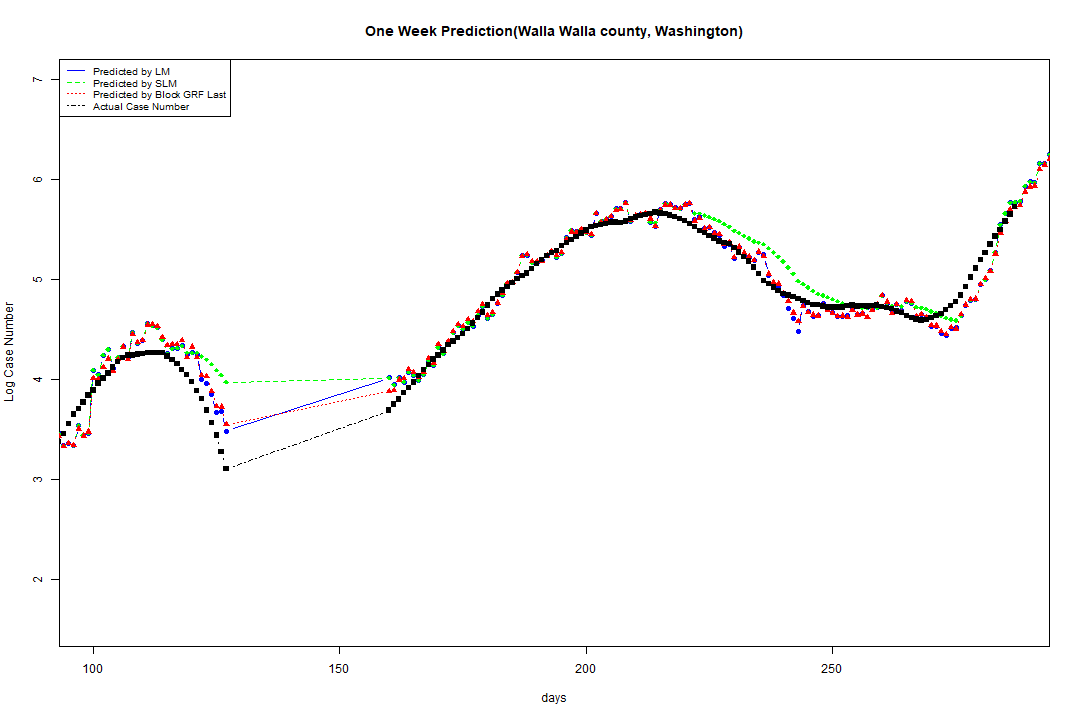 One Week Prediction(Walla Walla county, Washington)
Predicted by LM
Predicted by SLM
Predicted by Block GRF Last
Actual Case Number
7
6
5
4
3
2
Log Case Number
100 150 200 250
days